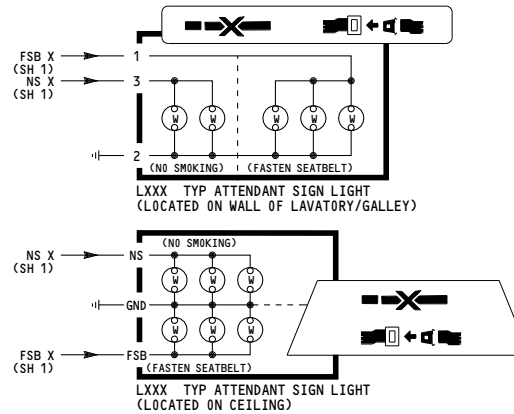 FSB X
(SH 1)
1
NS X
(SH 1)
3
W W W W W
2
(NO SMOKING) (FASTEN SEATBELT)
LXXX TYP ATTENDANT SIGN LIGHT
(LOCATED ON WALL OF LAVATORY/GALLEY)
(NO SMOKING)
NS X
(SH 1)
NS
W W W
GND
W W W
FSB X
(SH 1)
FSB
(FASTEN SEATBELT)
LXXX TYP ATTENDANT SIGN LIGHT
(LOCATED ON CEILING)